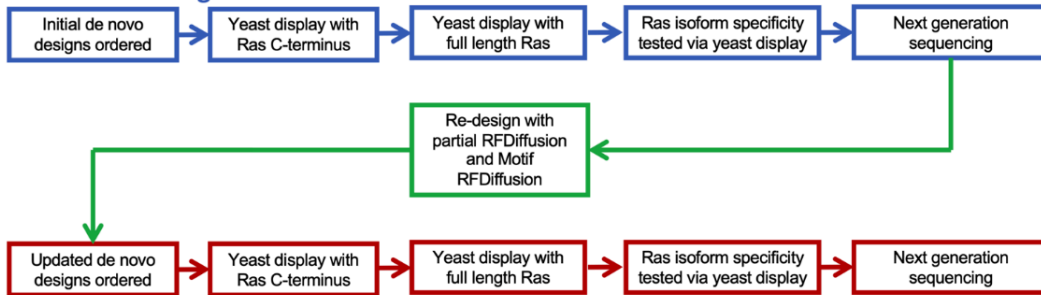 Initial de novo
designs ordered
Yeast display with
Ras C-terminus
Yeast display with
full length Ras
Ras isoform specificity
tested via yeast display
Next generation
sequencing
Re-design with
partial RFDiffusion
and Motif
RFDiffusion
Updated de novo
designs ordered
Yeast display with
Ras C-terminus
Yeast display with
full length Ras
Ras isoform specificity
tested via yeast display
Next generation
sequencing